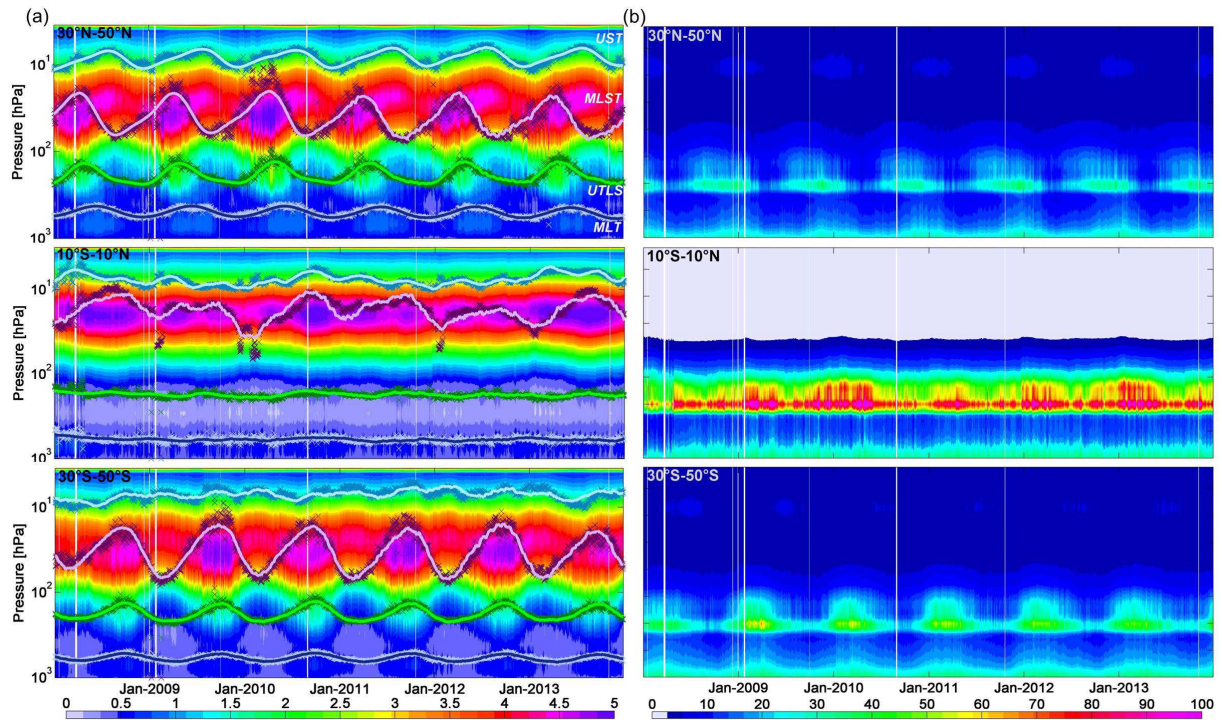 (a) (b)
30°N-50°N UST 30°N-50°N
10¹
MLST
Pressure [hPa]
10²
UTLS
MLT
10³
10°S-10°N 10°S-10°N
10¹
Pressure [hPa]
10²
10³
30°S-50°S 30°S-50°S
10¹
Pressure [hPa]
10²
10³
Jan-2009 Jan-2010 Jan-2011 Jan-2012 Jan-2013 Jan-2009 Jan-2010 Jan-2011 Jan-2012 Jan-2013
0 0.5 1 1.5 2 2.5 3 3.5 4 4.5 5 0 10 20 30 40 50 60 70 80 90 100